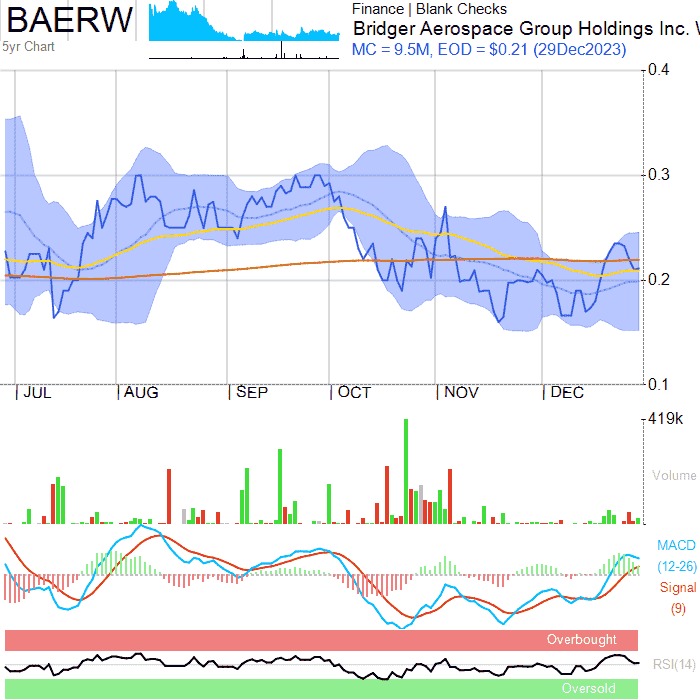 BAERW
5yr Chart
Finance | Blank Checks
Bridger Aerospace Group Holdings Inc. W
MC = 9.5M, EOD = $0.21 (29Dec2023)
0.4
0.3
0.2
0.1
JUL AUG SEP OCT NOV DEC
419k
Volume
MACD
(12-26)
Signal
(9)
Overbought
RSI(14)
Oversold